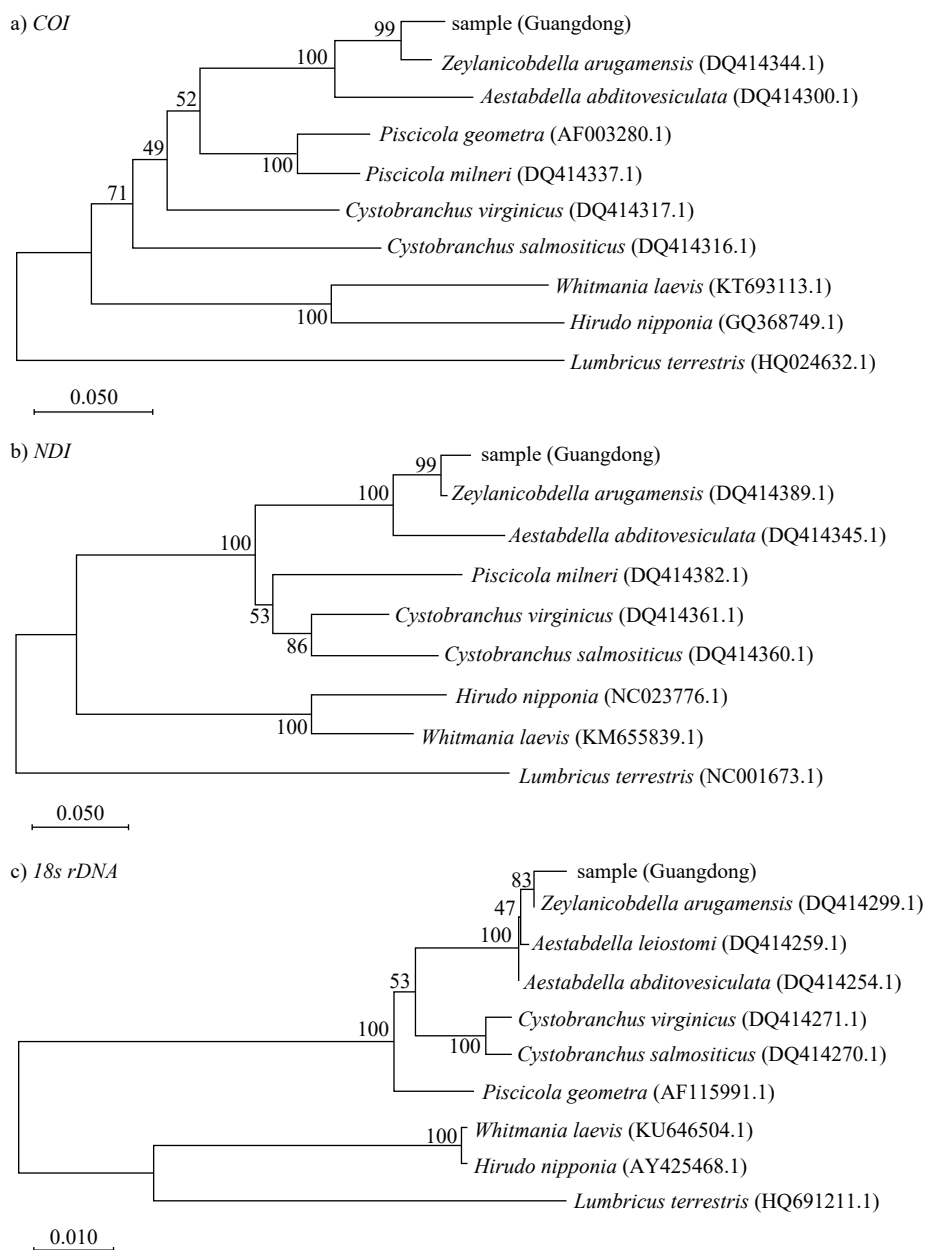 a) COI
sample (Guangdong)
99
Zeylanicobdella arugamensis (DQ414344.1)
100
Aestabdella abditovesiculata (DQ414300.1)
52
Piscicola geometra (AF003280.1)
49
100
Piscicola milneri (DQ414337.1)
71
Cystobranchus virginicus (DQ414317.1)
Cystobranchus salmositicus (DQ414316.1)
Whitmania laevis (KT693113.1)
100
Hirudo nipponia (GQ368749.1)
Lumbricus terrestris (HQ024632.1)
0.050
b) NDI
sample (Guangdong)
99
Zeylanicobdella arugamensis (DQ414389.1)
100
Aestabdella abditovesiculata (DQ414345.1)
100
Piscicola milneri (DQ414382.1)
53
Cystobranchus virginicus (DQ414361.1)
86
Cystobranchus salmositicus (DQ414360.1)
Hirudo nipponia (NC023776.1)
100
Whitmania laevis (KM655839.1)
Lumbricus terrestris (NC001673.1)
0.050
c) 18s rDNA
sample (Guangdong)
83
Zeylanicobdella arugamensis (DQ414299.1)
47
100
Aestabdella leiostomi (DQ414259.1)
Aestabdella abditovesiculata (DQ414254.1)
53
Cystobranchus virginicus (DQ414271.1)
100
100
Cystobranchus salmositicus (DQ414270.1)
Piscicola geometra (AF115991.1)
Whitmania laevis (KU646504.1)
100
Hirudo nipponia (AY425468.1)
Lumbricus terrestris (HQ691211.1)
0.010